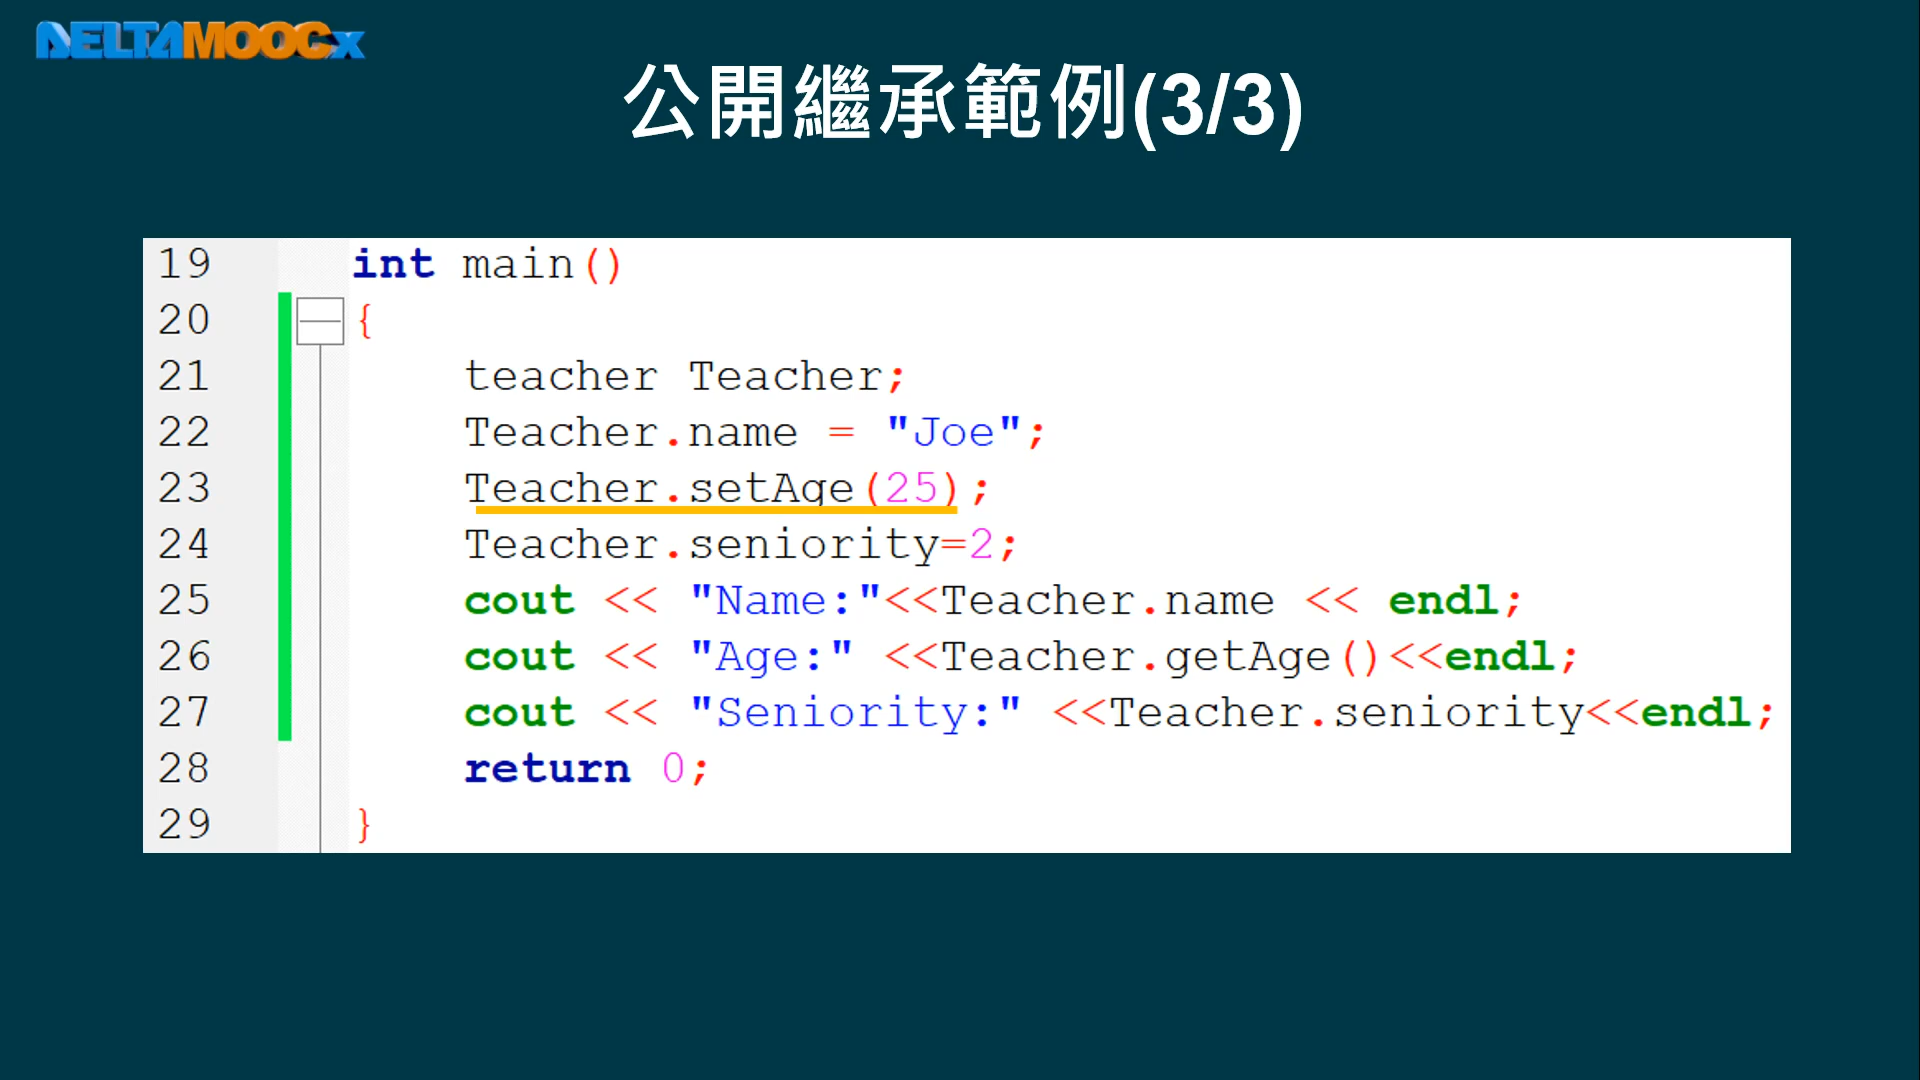 DELTAMOOCx
公開繼承範例(3/3)
19 int main()
20 {
21 teacher Teacher;
22 Teacher.name = "Joe";
23 Teacher.setAge(25);
24 Teacher.seniority=2;
25 cout << "Name:"<<Teacher.name << endl;
26 cout << "Age:" <<Teacher.getAge()<<endl;
27 cout << "Seniority:" <<Teacher.seniority<<endl;
28 return 0;
29 }